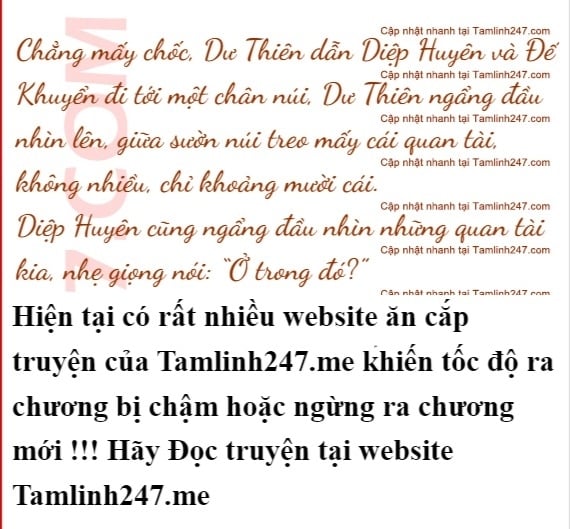 Cập nhật nhanh tại Tamlinh247.com
Chẳng mấy chốc, Dư Thiên dẫn Diệp Huyên và Đế
Cập nhật nhanh tại Tamlinh247.com
Khuyển đi tới một chân núi, Dư Thiên ngẩng đầu
Cập nhật nhanh tại Tamlinh247.com
nhìn lên, giữa sườn núi treo mấy cái quan tài,
Cập nhật nhanh tại Tamlinh247.com
không nhiều, chỉ khoảng mười cái.
Cập nhật nhanh tại Tamlinh247.com
Diệp Huyên cũng ngẩng đầu nhìn những quan tài
Cập nhật nhanh tại Tamlinh247.com
kia, nhẹ giọng nói: “Ở trong đó?”
Cập nhật nhanh tại Tamlinh247.com
7.COM
Hiện tại có rất nhiều website ăn cắp
truyện của Tamlinh247.me khiến tốc độ ra
chương bị chậm hoặc ngừng ra chương
mới !!! Hãy Đọc truyện tại website
Tamlinh247.me